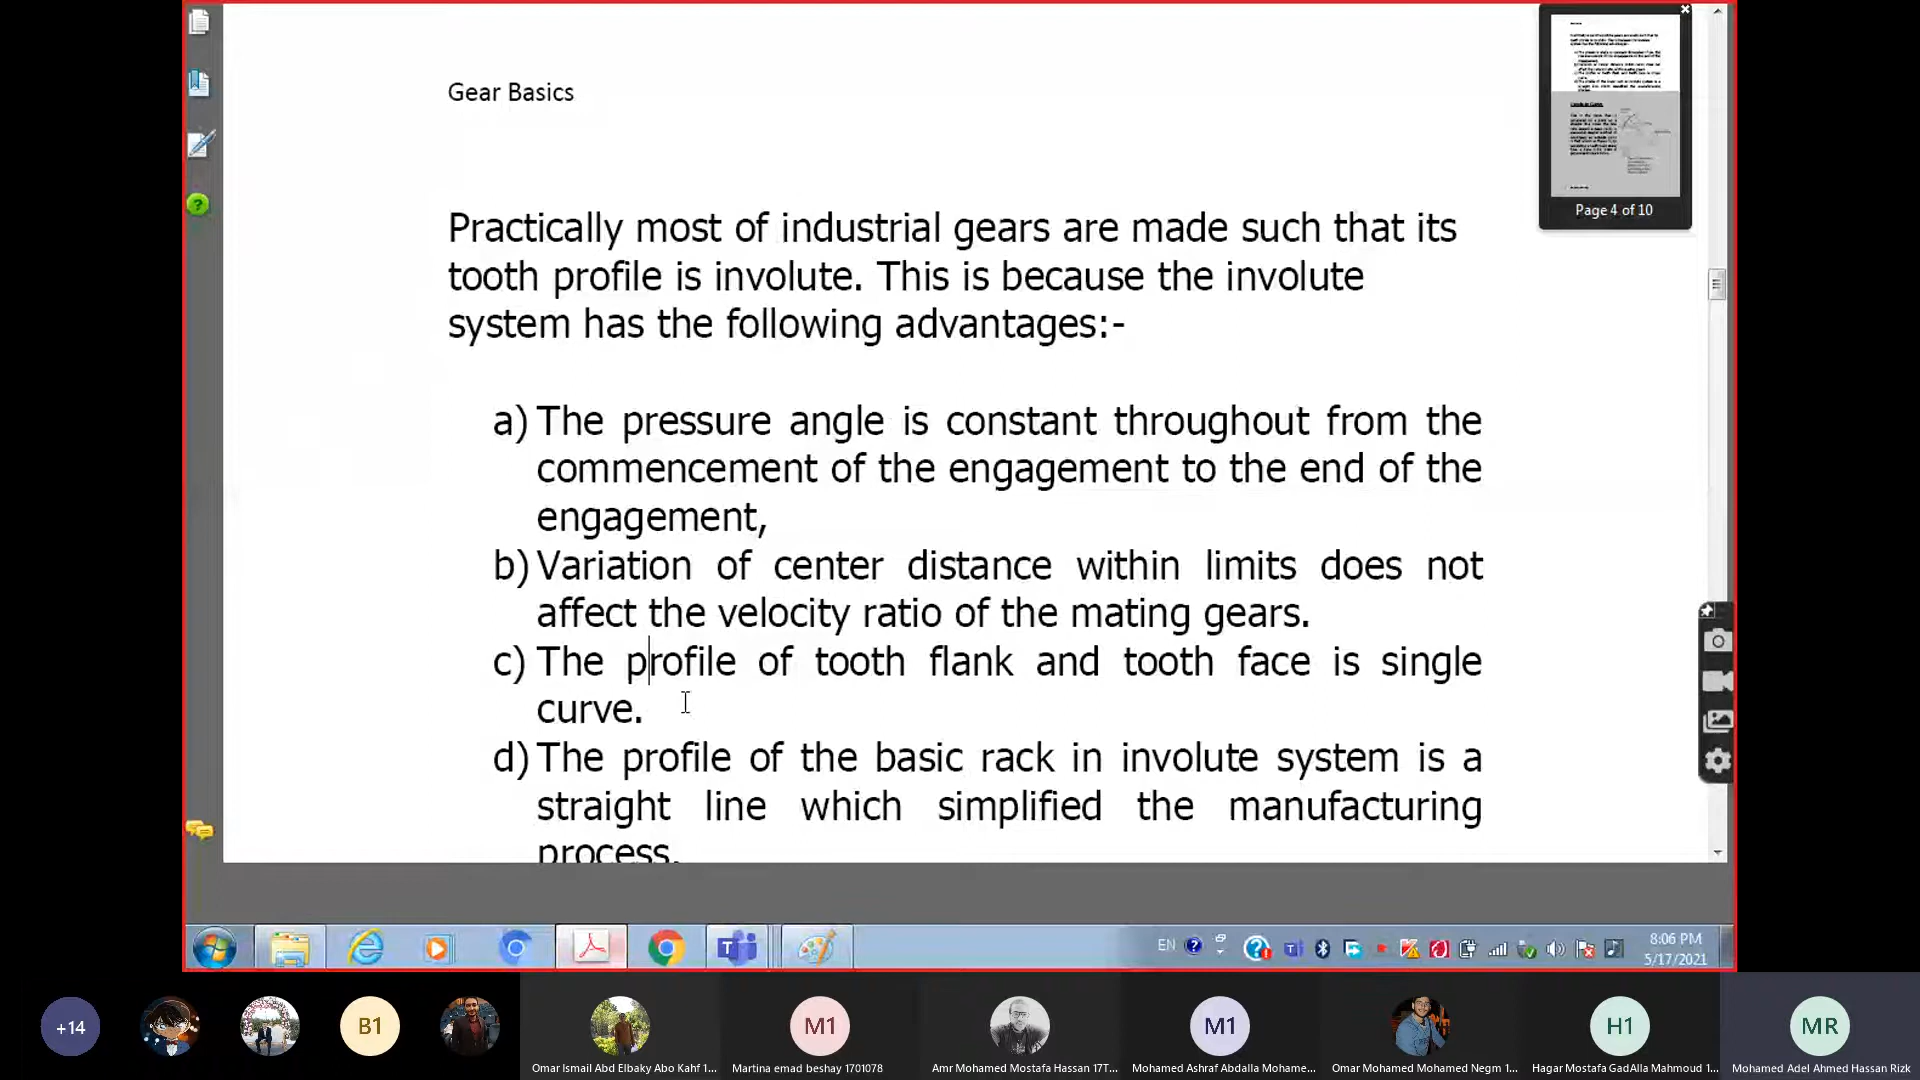 Gear Basics
Practically most of industrial gears are made such that its
tooth profile is involute. This is because the involute
system has the following advantages:-
a) The pressure angle is constant throughout from the
commencement of the engagement to the end of the
engagement,
b) Variation of center distance within limits does not
affect the velocity ratio of the mating gears.
c) The profile of tooth flank and tooth face is single
curve.
d) The profile of the basic rack in involute system is a
straight line which simplified the manufacturing
process.
Page 4 of 10
EN
8:06 PM
5/17/2021
+14
B1
M1
M1
H1
MR
Omar Ismail Abd Elbaky Abo Kahf 1...
Martina emad beshay 1701078
Amr Mohamed Mostafa Hassan 17T...
Mohamed Ashraf Abdalla Mohame...
Omar Mohamed Mohamed Negm 1...
Hagar Mostafa GadAlla Mahmoud 1...
Mohamed Adel Ahmed Hassan Rizk